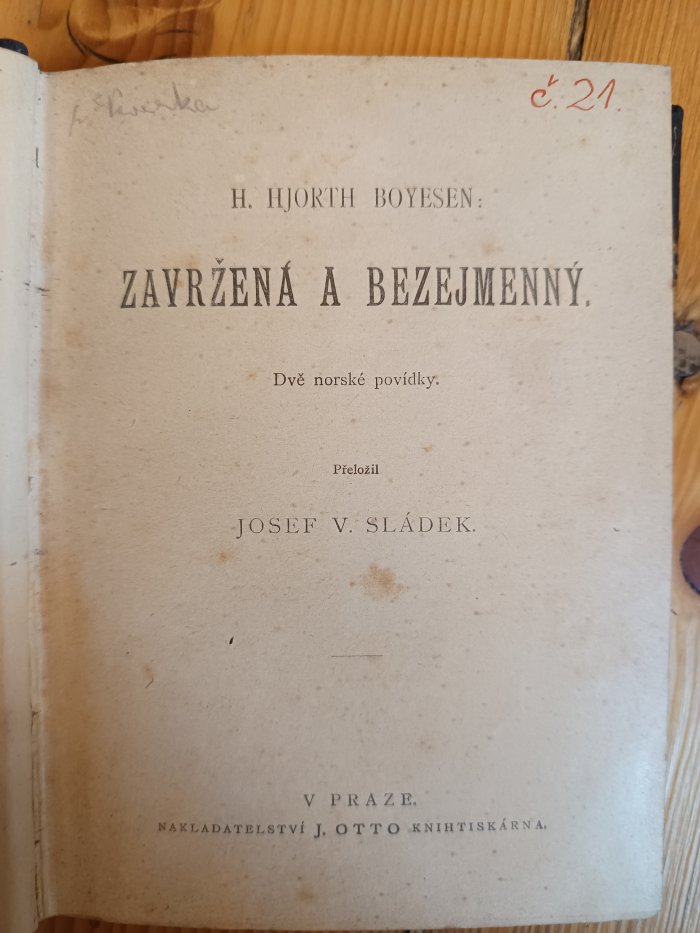 č. 21.
H. HJORTH BOYESEN:
ZAVRŽENÁ A BEZEJMENNÝ.
Dvě norské povídky.
Přeložil
JOSEF V. SLÁDEK.
V PRAZE.
NAKLADATELSTVÍ J. OTTO KNIHTISKÁRNA.